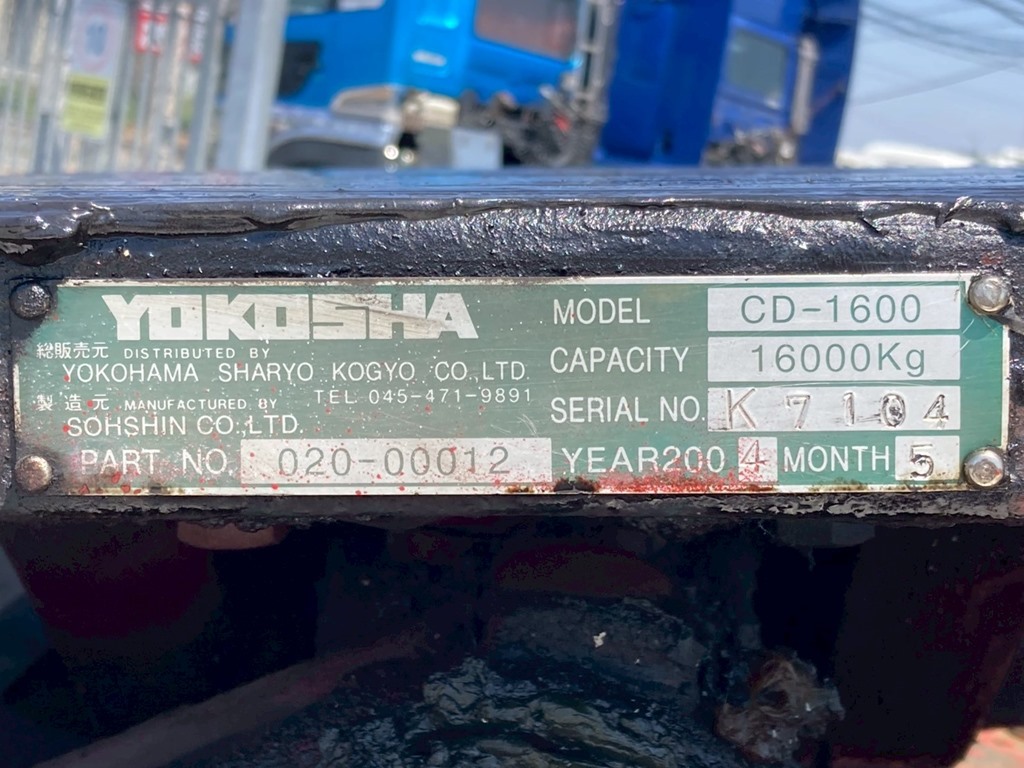 YOKOSHA
総販売元 DISTRIBUTED BY
YOKOHAMA SHARYO KOGYO CO.,LTD.
TEL 045-471-9891
製造元 MANUFACTURED BY
SOHSHIN CO.,LTD.
PART NO. 020-00012
MODEL CD-1600
CAPACITY 16000Kg
SERIAL NO. K7104
YEAR2004 MONTH 5